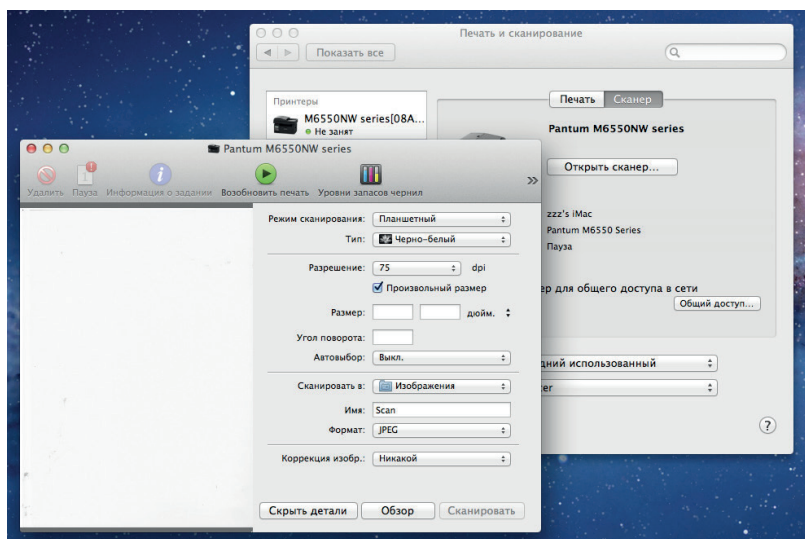 Печать и сканирование
Показать все
Принтеры
M6550NW series[08A...
Не занят
Печать Сканер
Pantum M6550NW series
Открыть сканер...
zzz's iMac
Pantum M6550 Series
Пауза
ер для общего доступа в сети
Общий доступ...
дний использованный
er
?
Pantum M6550NW series
Удалить Пауза Информация о задании Возобновить печать Уровни запасов чернил
Режим сканирования: Планшетный
Тип: Черно-белый
Разрешение: 75 dpi
Произвольный размер
Размер: дюйм.
Угол поворота:
Автовыбор: Выкл.
Сканировать в: Изображения
Имя: Scan
Формат: JPEG
Коррекция изобр.: Никакой
Скрыть детали Обзор Сканировать